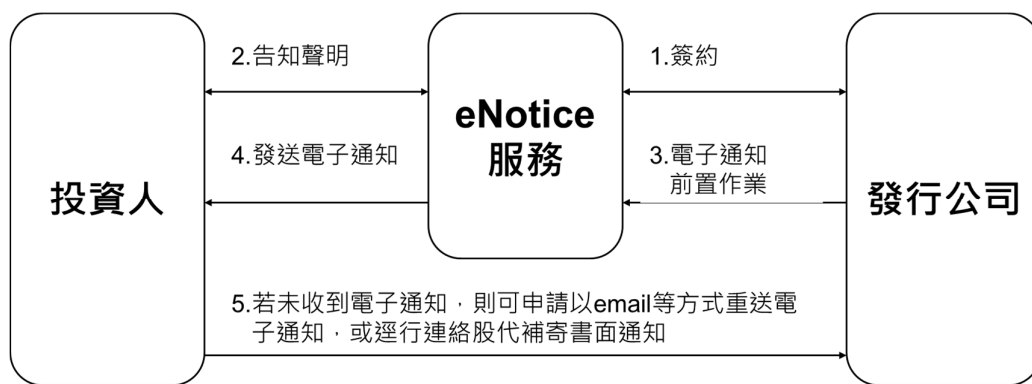 2.告知聲明
1.簽約
eNotice
服務
4.發送電子通知
3.電子通知
前置作業
投資人
發行公司
5.若未收到電子通知，則可申請以email等方式重送電
子通知，或逕行連絡股代補寄書面通知